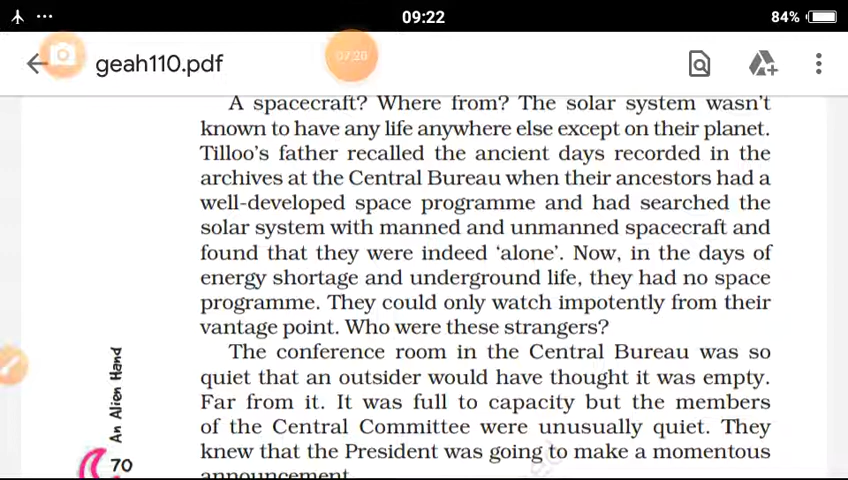 09:22
84%
geah110.pdf
07:20
A spacecraft? Where from? The solar system wasn't
known to have any life anywhere else except on their planet.
Tilloo's father recalled the ancient days recorded in the
archives at the Central Bureau when their ancestors had a
well-developed space programme and had searched the
solar system with manned and unmanned spacecraft and
found that they were indeed 'alone'. Now, in the days of
energy shortage and underground life, they had no space
programme. They could only watch impotently from their
vantage point. Who were these strangers?
The conference room in the Central Bureau was so
quiet that an outsider would have thought it was empty.
Far from it. It was full to capacity but the members
of the Central Committee were unusually quiet. They
knew that the President was going to make a momentous
announcement.
An Alien Hand
70